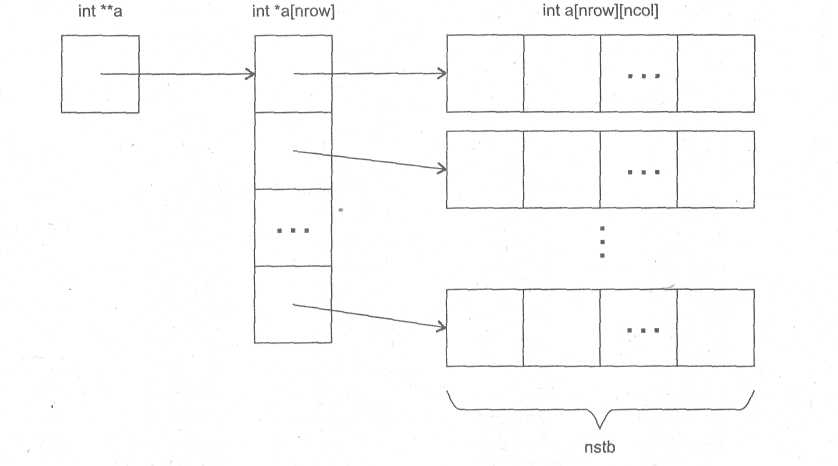 int **a
int *a[nrow]
int a[nrow][ncol]
...
...
...
...
nstb